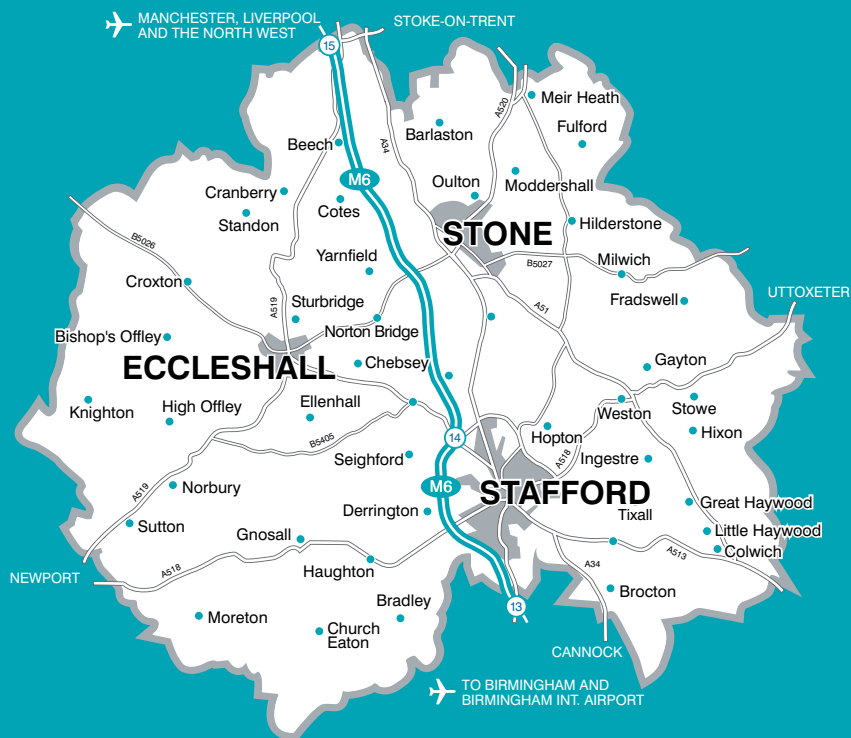 MANCHESTER, LIVERPOOL
AND THE NORTH WEST
STOKE-ON-TRENT
15
A520
Meir Heath
Barlaston
Fulford
A34
Beech
M6
Oulton
Moddershall
Cranberry
Cotes
Standon
STONE
Hilderstone
B5026
Yarnfield
B5027
Milwich
Croxton
A519
Sturbridge
A51
Fradswell
UTTOXETER
Norton Bridge
Bishop's Offley
ECCLESHALL
Chebsey
Gayton
Knighton
High Offley
Ellenhall
Weston
Stowe
B5405
14
Hopton
Hixon
Seighford
A518
Ingestre
A519
Norbury
M6
STAFFORD
Derrington
Tixall
Great Haywood
Sutton
Gnosall
Little Haywood
Colwich
A513
NEWPORT
A518
Haughton
A34
Brocton
Bradley
13
Moreton
Church
Eaton
CANNOCK
TO BIRMINGHAM AND
BIRMINGHAM INT. AIRPORT